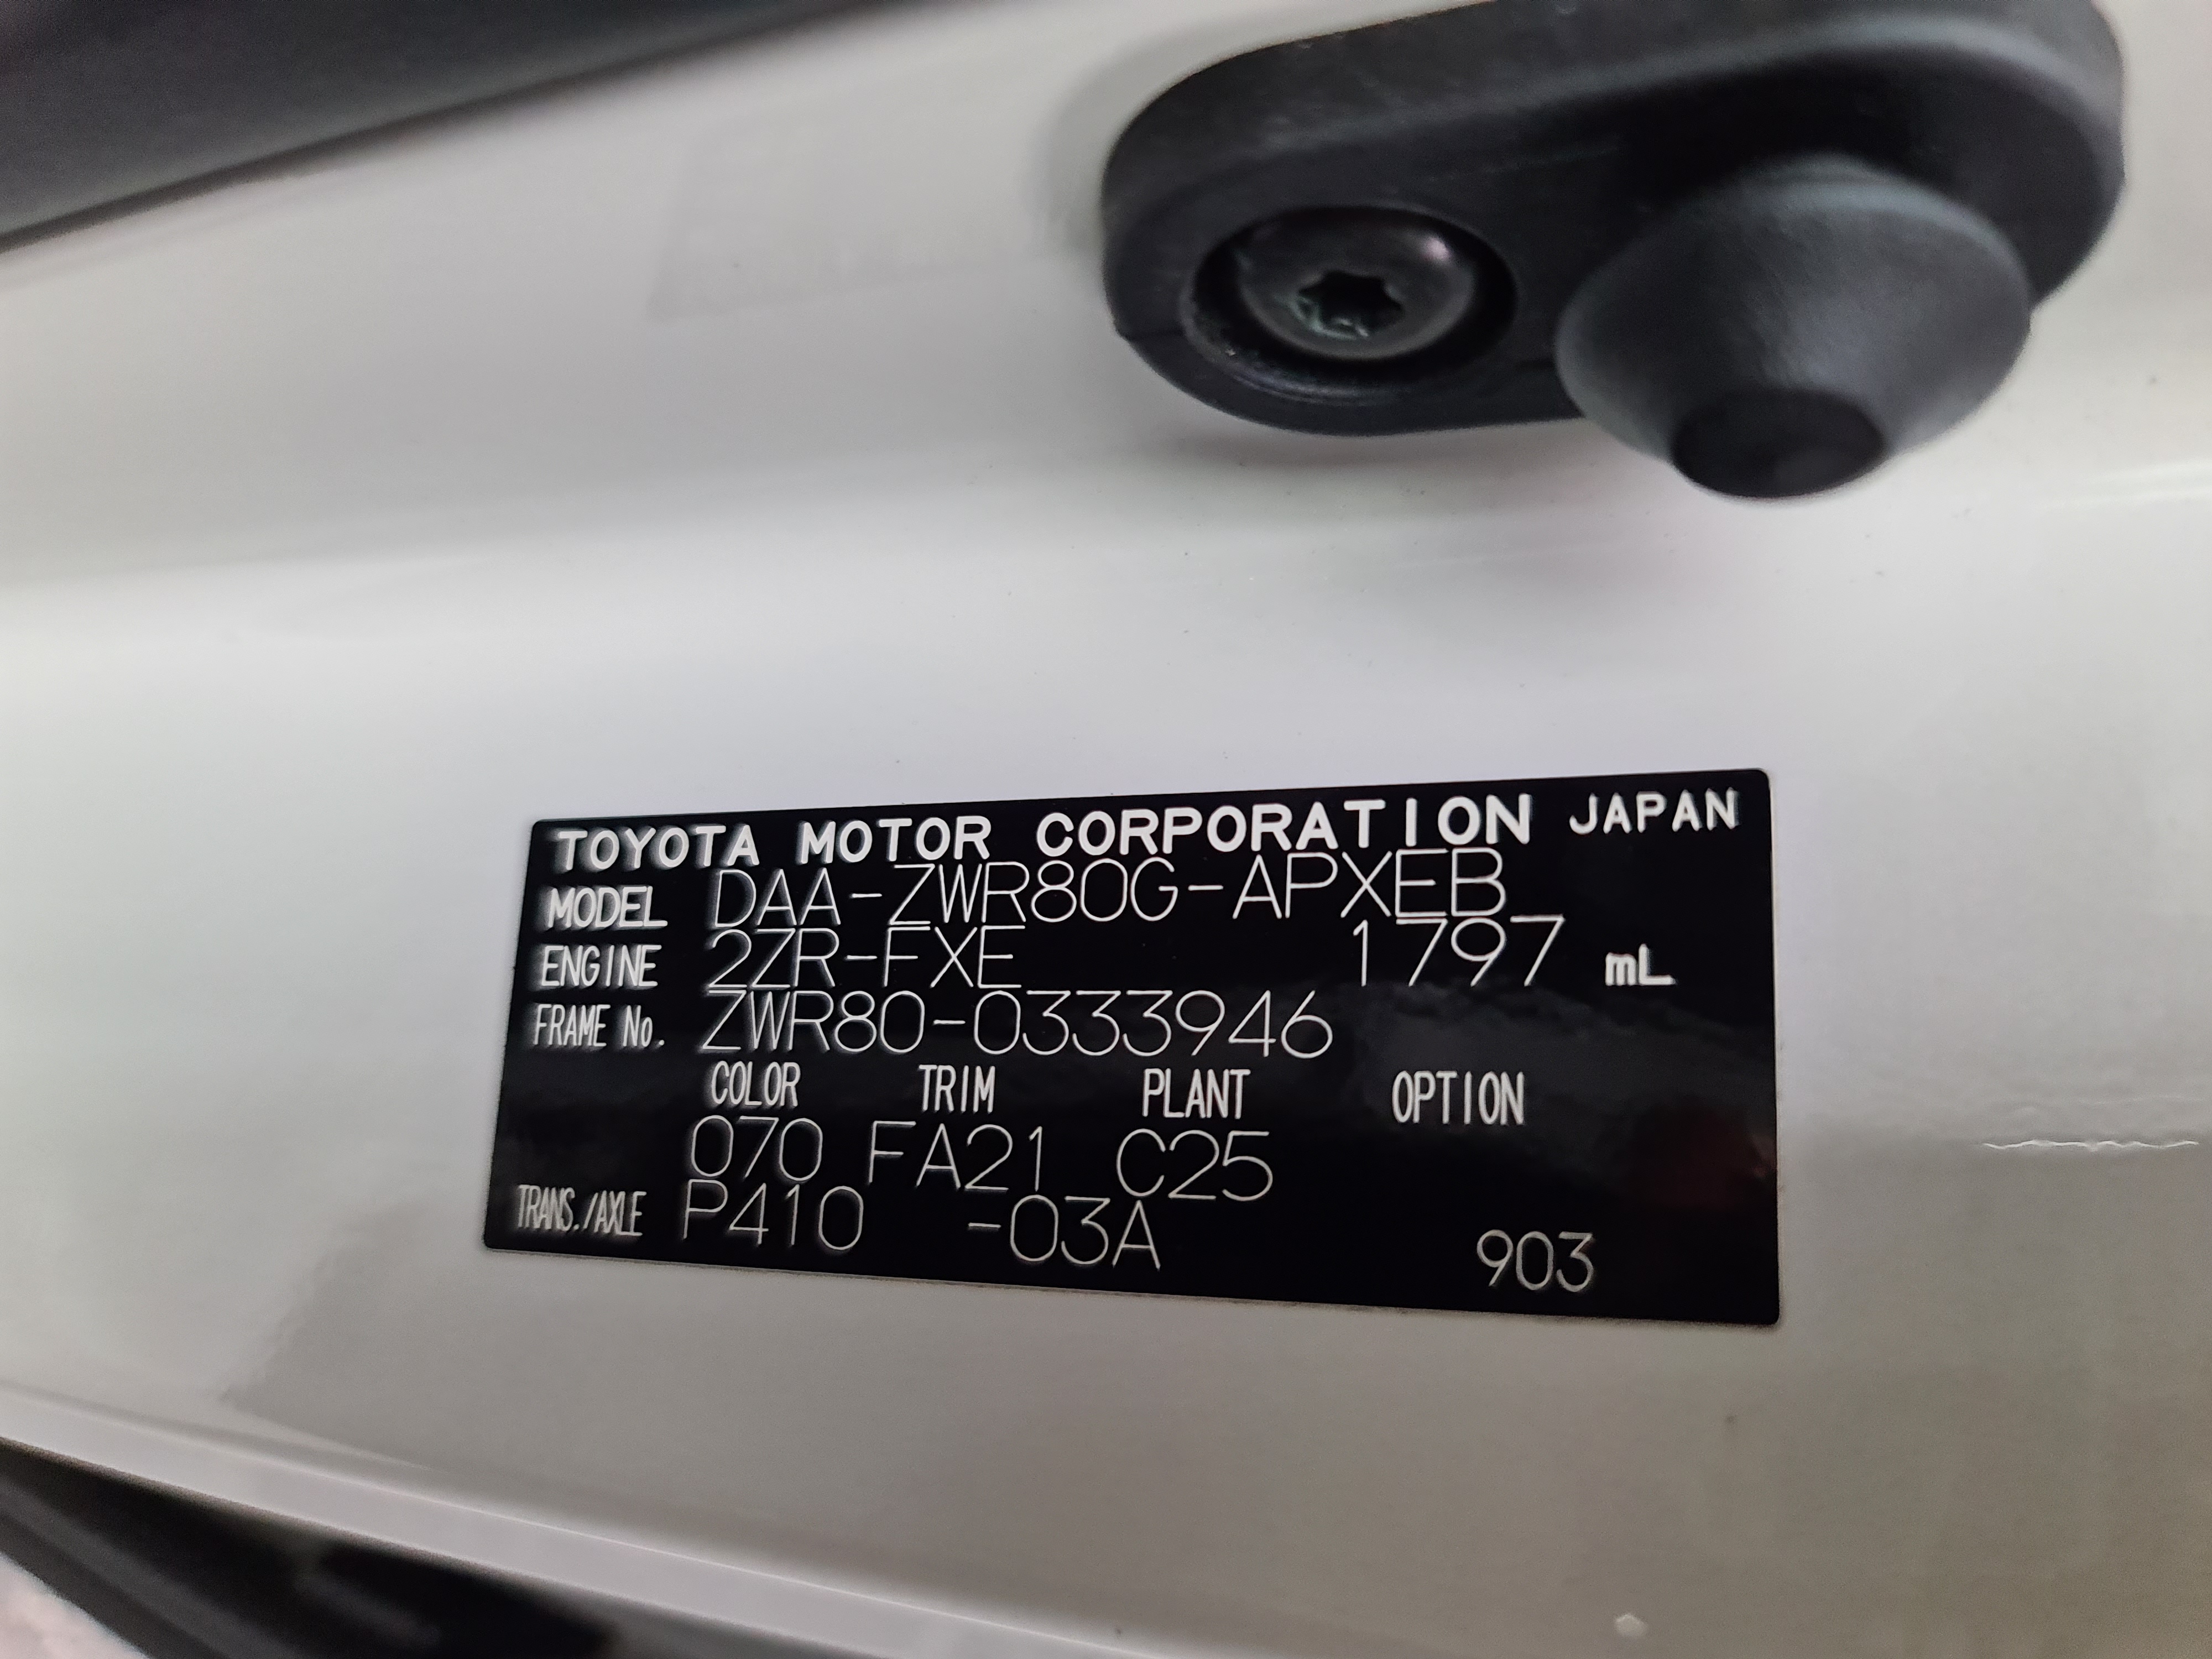 TOYOTA MOTOR CORPORATION JAPAN
MODEL DAA-ZWR80G-APXEB
ENGINE 2ZR-FXE 1797 mL
FRAME No. ZWR80-0333946
COLOR TRIM PLANT OPTION
070 FA21 C25
TRANS./AXLE P410 -03A 903